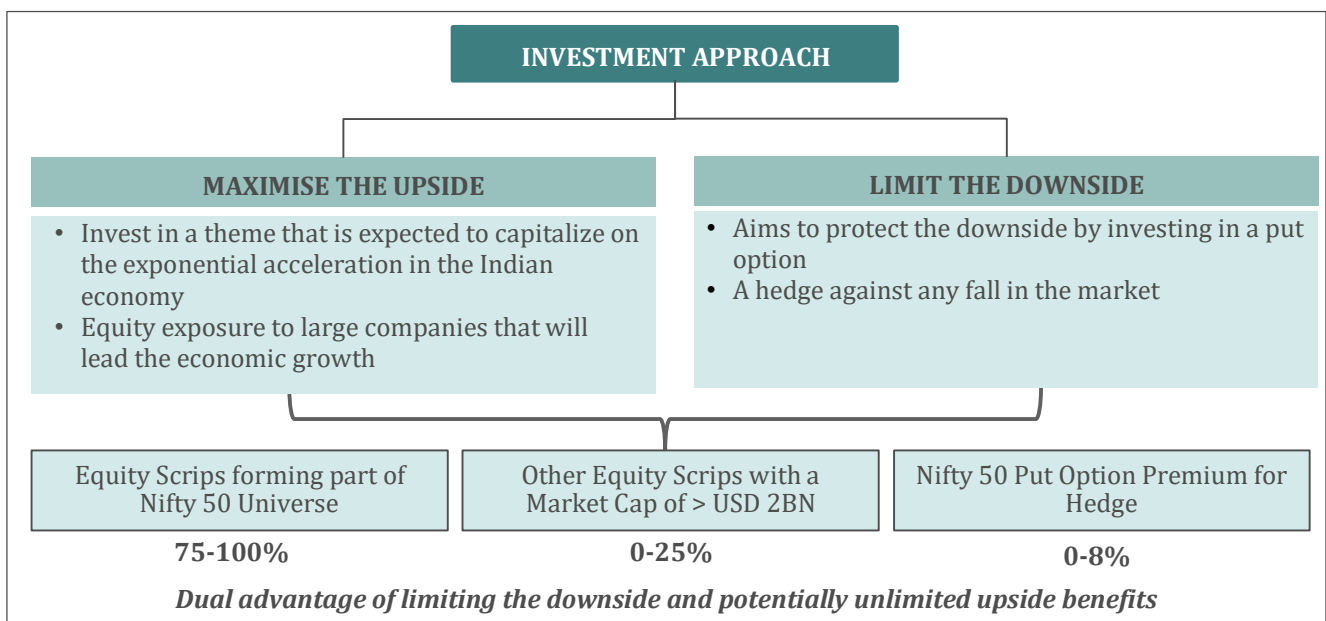 INVESTMENT APPROACH
MAXIMISE THE UPSIDE
• Invest in a theme that is expected to capitalize on
the exponential acceleration in the Indian
economy
• Equity exposure to large companies that will
lead the economic growth
LIMIT THE DOWNSIDE
• Aims to protect the downside by investing in a put
option
• A hedge against any fall in the market
Equity Scrips forming part of
Nifty 50 Universe
75-100%
Other Equity Scrips with a
Market Cap of > USD 2BN
0-25%
Nifty 50 Put Option Premium for
Hedge
0-8%
Dual advantage of limiting the downside and potentially unlimited upside benefits